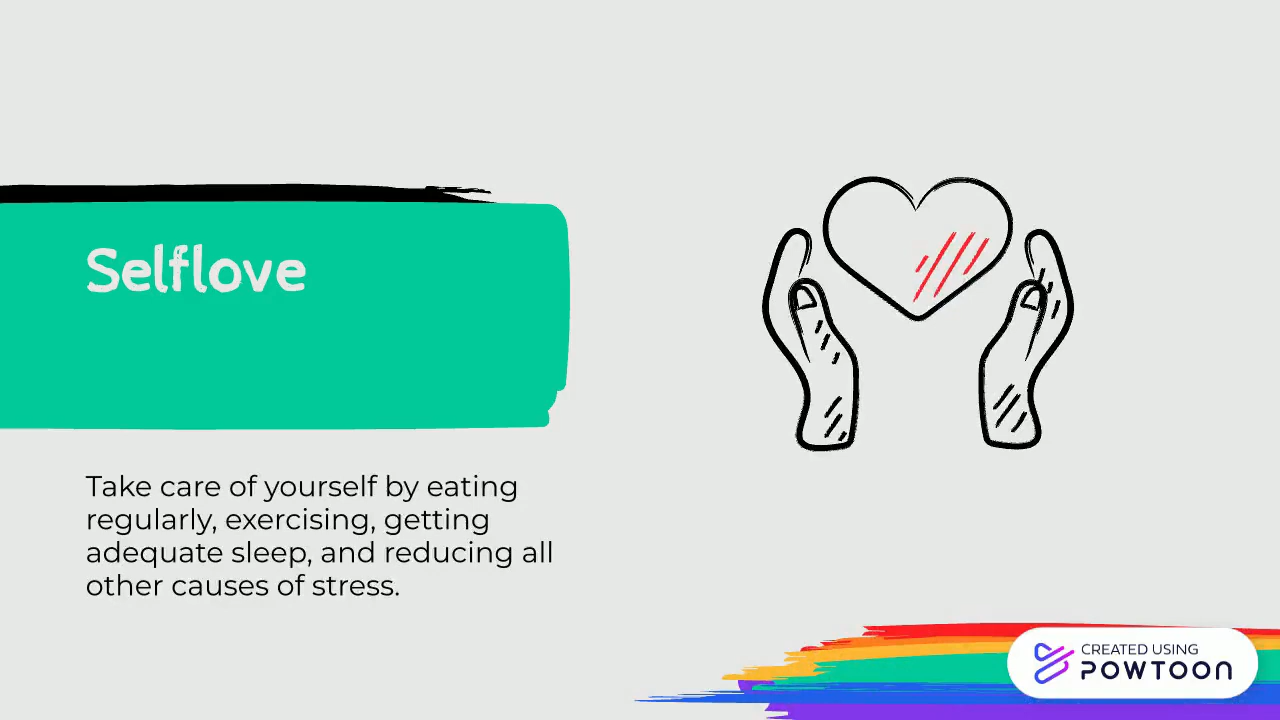 Selflove
Take care of yourself by eating
regularly, exercising, getting
adequate sleep, and reducing all
other causes of stress.
CREATED USING
POWTOON